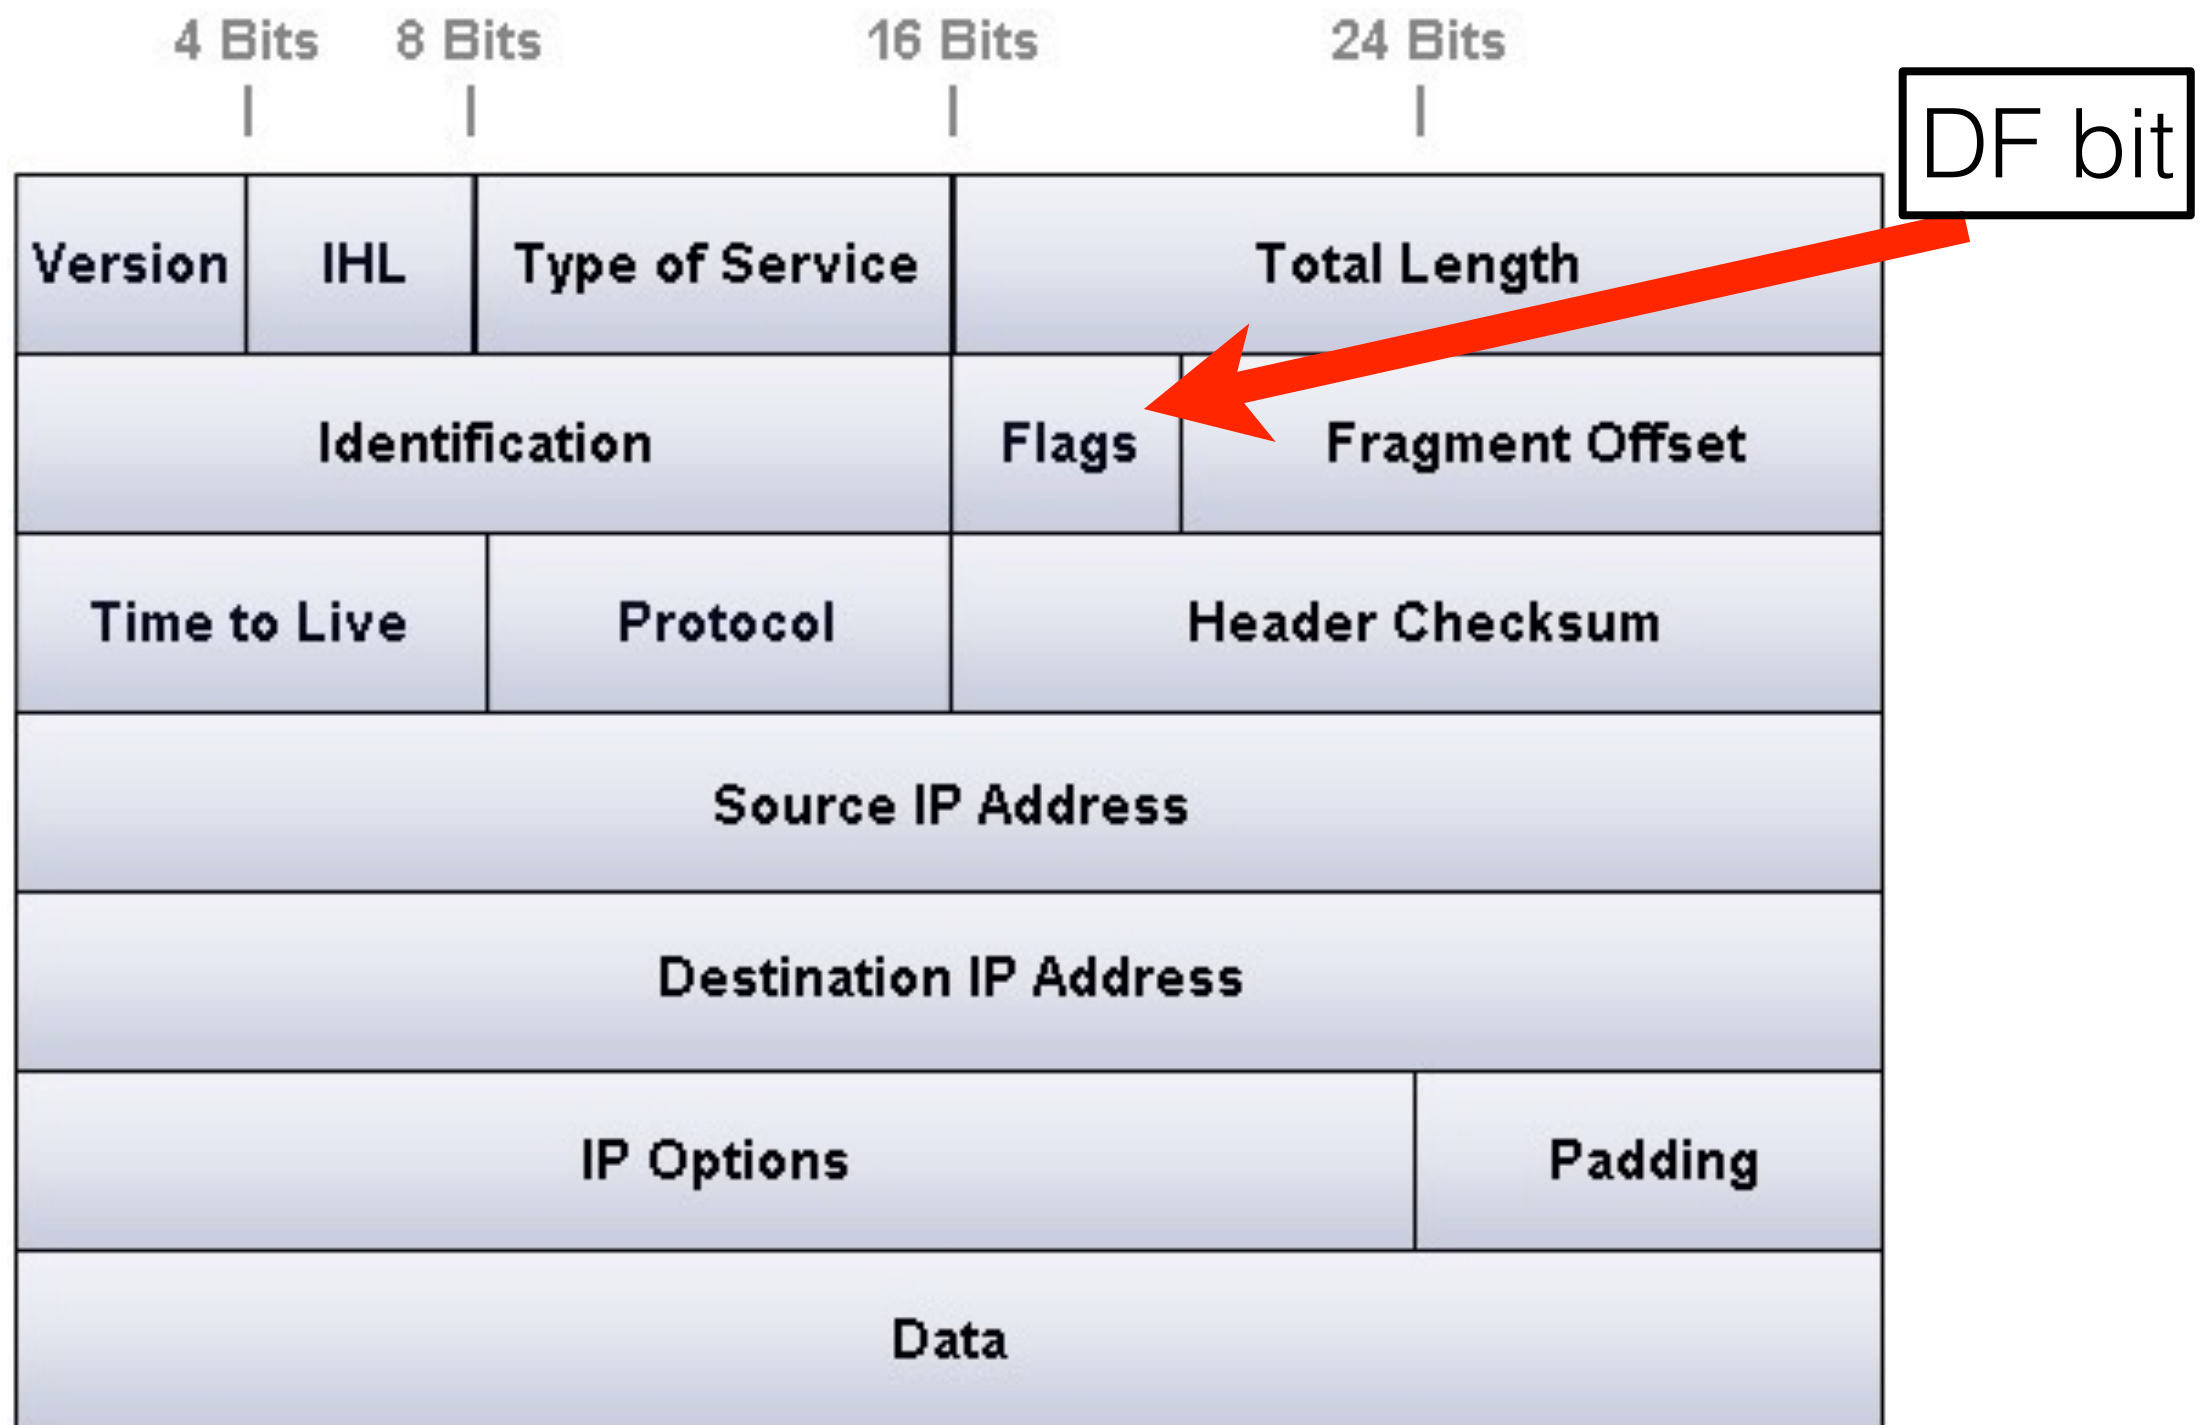 4 Bits 8 Bits 16 Bits 24 Bits
DF bit
Version IHL Type of Service Total Length
Identification Flags Fragment Offset
Time to Live Protocol Header Checksum
Source IP Address
Destination IP Address
IP Options Padding
Data